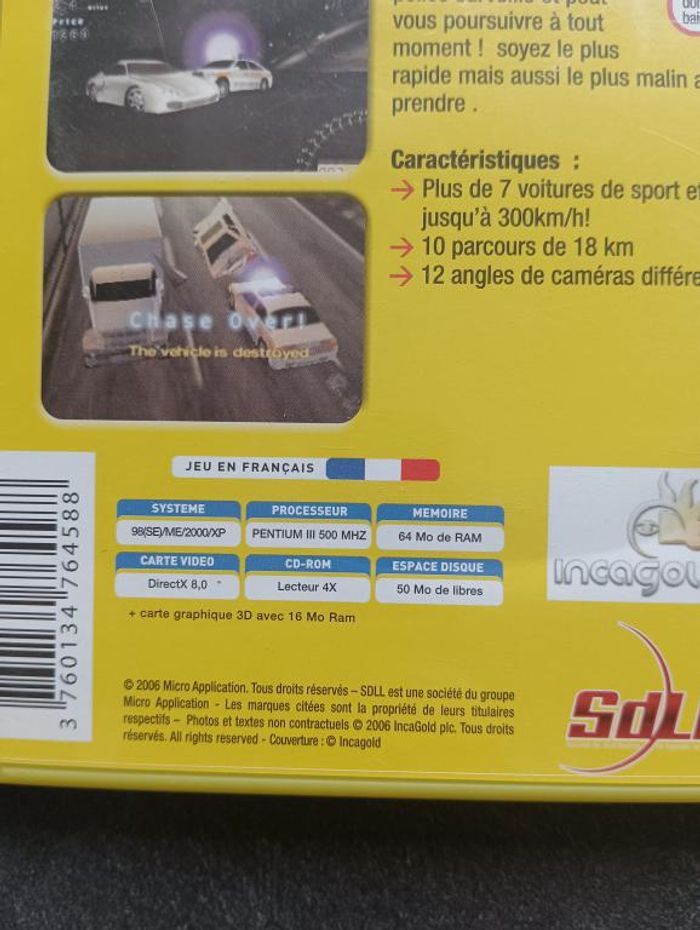 vous poursuivre à tout
moment ! soyez le plus
rapide mais aussi le plus malin
prendre .
Caractéristiques :
→ Plus de 7 voitures de sport et
jusqu'à 300km/h!
→ 10 parcours de 18 km
→ 12 angles de caméras différe
Chase Over!
The vehicle is destroyed
JEU EN FRANÇAIS
SYSTEME PROCESSEUR MEMOIRE
98(SE)/ME/2000/XP PENTIUM III 500 MHZ 64 Mo de RAM
CARTE VIDEO CD-ROM ESPACE DISQUE
DirectX 8,0 Lecteur 4X 50 Mo de libres
+ carte graphique 3D avec 16 Mo Ram
3 760134 764588
© 2006 Micro Application. Tous droits réservés – SDLL est une société du groupe
Micro Application - Les marques citées sont la propriété de leurs titulaires
respectifs – Photos et textes non contractuels © 2006 IncaGold plc. Tous droits
réservés. All rights reserved - Couverture : © Incagold
Incagol
SdLL